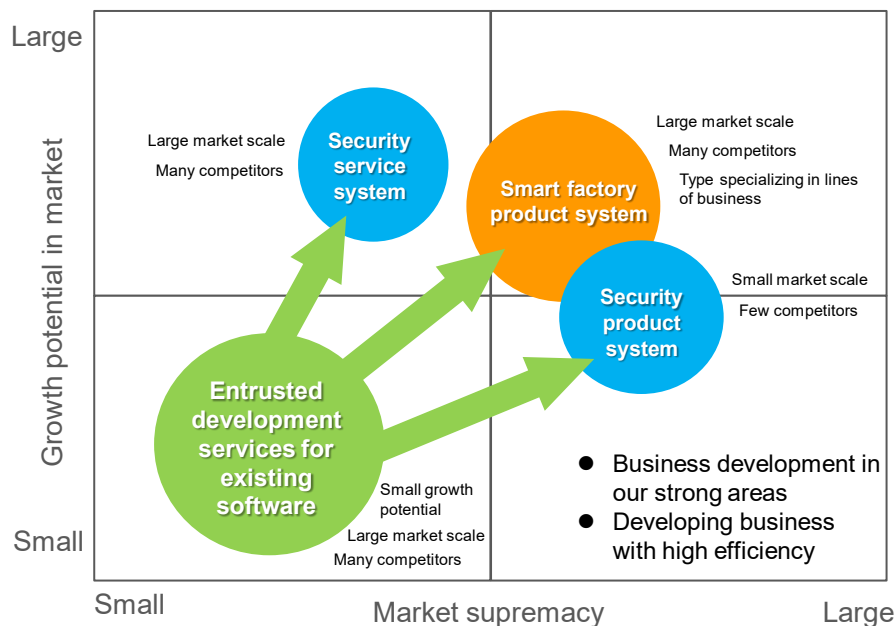 Large
Growth potential in market
Small
Large market scale
Many competitors
Security
service
system
Smart factory
product system
Large market scale
Many competitors
Type specializing in lines
of business
Security
product
system
Small market scale
Few competitors
Entrusted
development
services for
existing
software
Small growth
potential
Large market scale
Many competitors
● Business development in
our strong areas
● Developing business
with high efficiency
Small
Market supremacy
Large